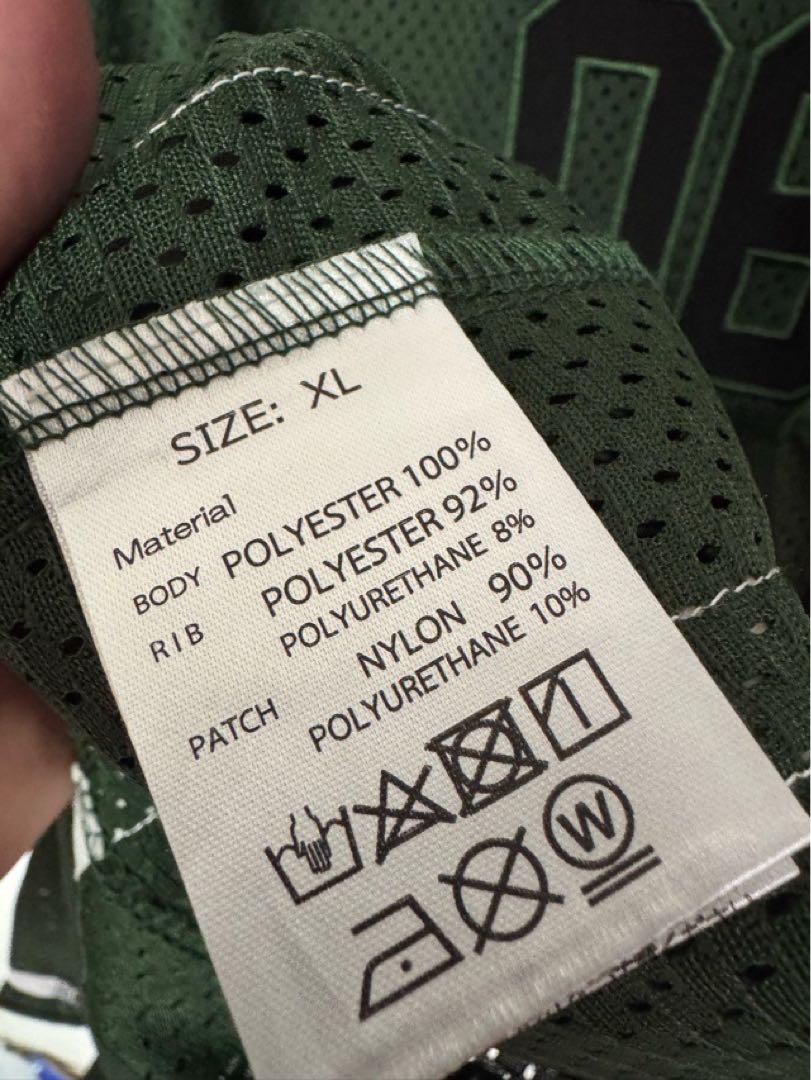 SIZE: XL
Material
BODY POLYESTER 100%
RIB POLYESTER 92%
POLYURETHANE 8%
PATCH NYLON 90%
POLYURETHANE 10%
W